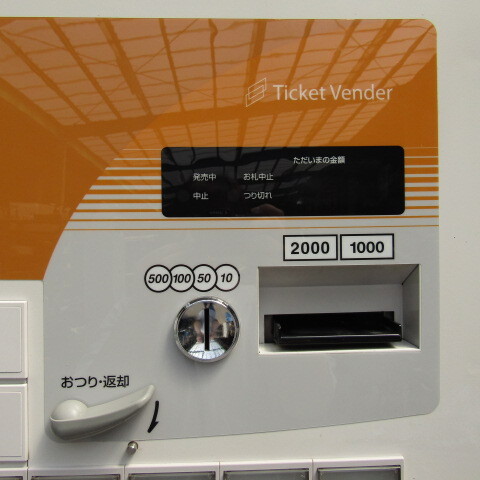 Ticket Vender
ただいまの金額
発売中 お札中止
中止 つり切れ
2000 1000
500 100 50 10
おつり・返却